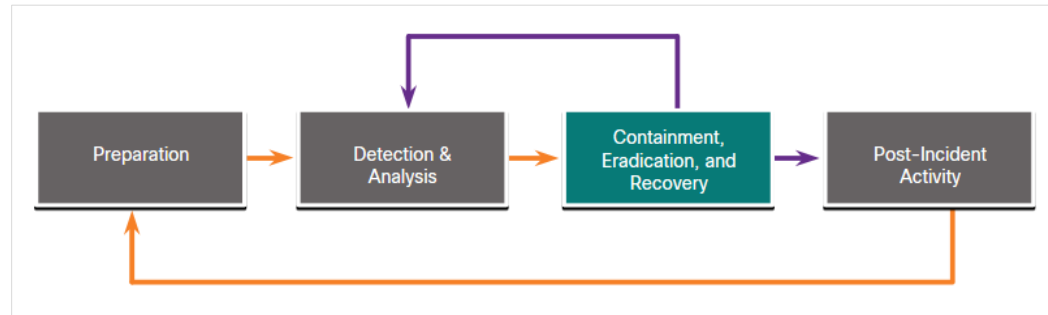 Preparation
Detection &
Analysis
Containment,
Eradication, and
Recovery
Post-Incident
Activity